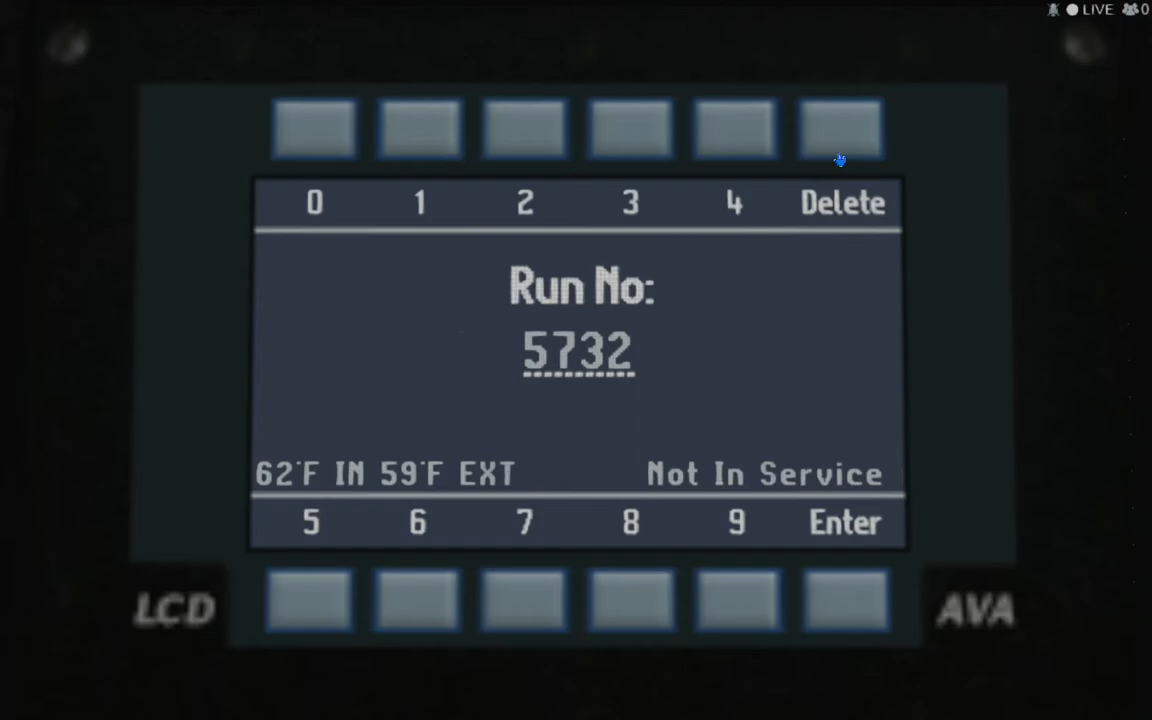 LIVE 0
0 1 2 3 4 Delete
Run No:
5732
62°F IN 59°F EXT Not In Service
5 6 7 8 9 Enter
LCD AVA